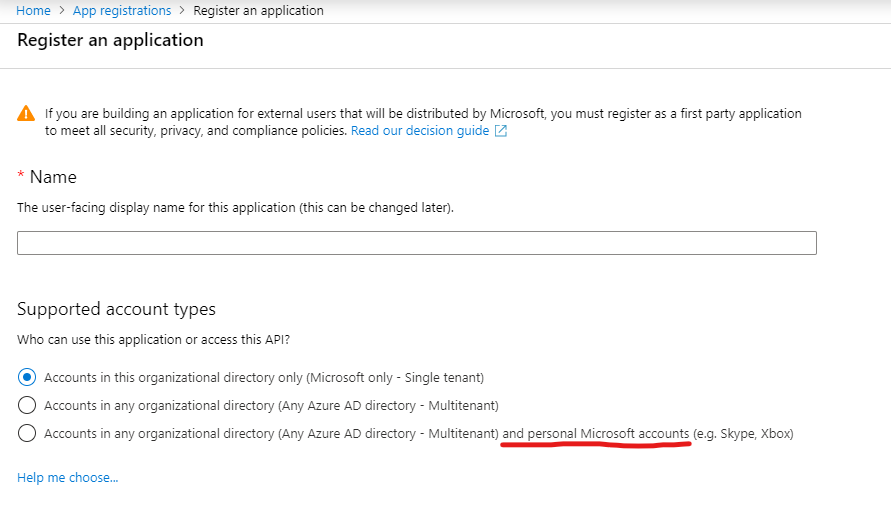 Home > App registrations > Register an application
Register an application
If you are building an application for external users that will be distributed by Microsoft, you must register as a first party application
to meet all security, privacy, and compliance policies. Read our decision guide
* Name
The user-facing display name for this application (this can be changed later).
Supported account types
Who can use this application or access this API?
Accounts in this organizational directory only (Microsoft only - Single tenant)
Accounts in any organizational directory (Any Azure AD directory - Multitenant)
Accounts in any organizational directory (Any Azure AD directory - Multitenant) and personal Microsoft accounts (e.g. Skype, Xbox)
Help me choose...